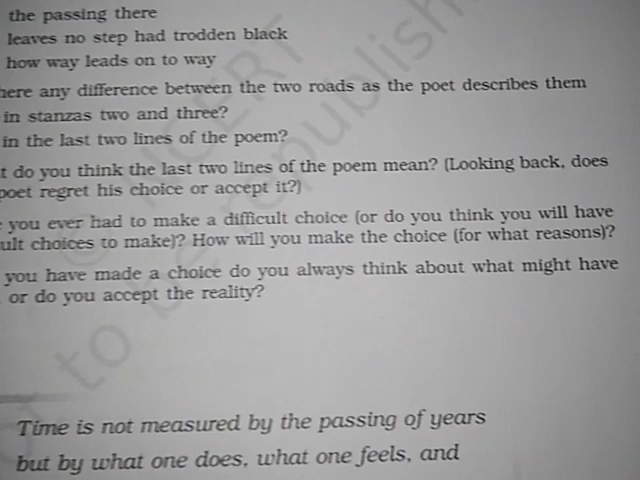 the passing there
leaves no step had trodden black
how way leads on to way
here any difference between the two roads as the poet describes them
in stanzas two and three?
in the last two lines of the poem?
t do you think the last two lines of the poem mean? (Looking back, does
poet regret his choice or accept it?)
you ever had to make a difficult choice (or do you think you will have
ult choices to make)? How will you make the choice (for what reasons)?
you have made a choice do you always think about what might have
or do you accept the reality?
Time is not measured by the passing of years
but by what one does, what one feels, and
© NCERT
not to be republish